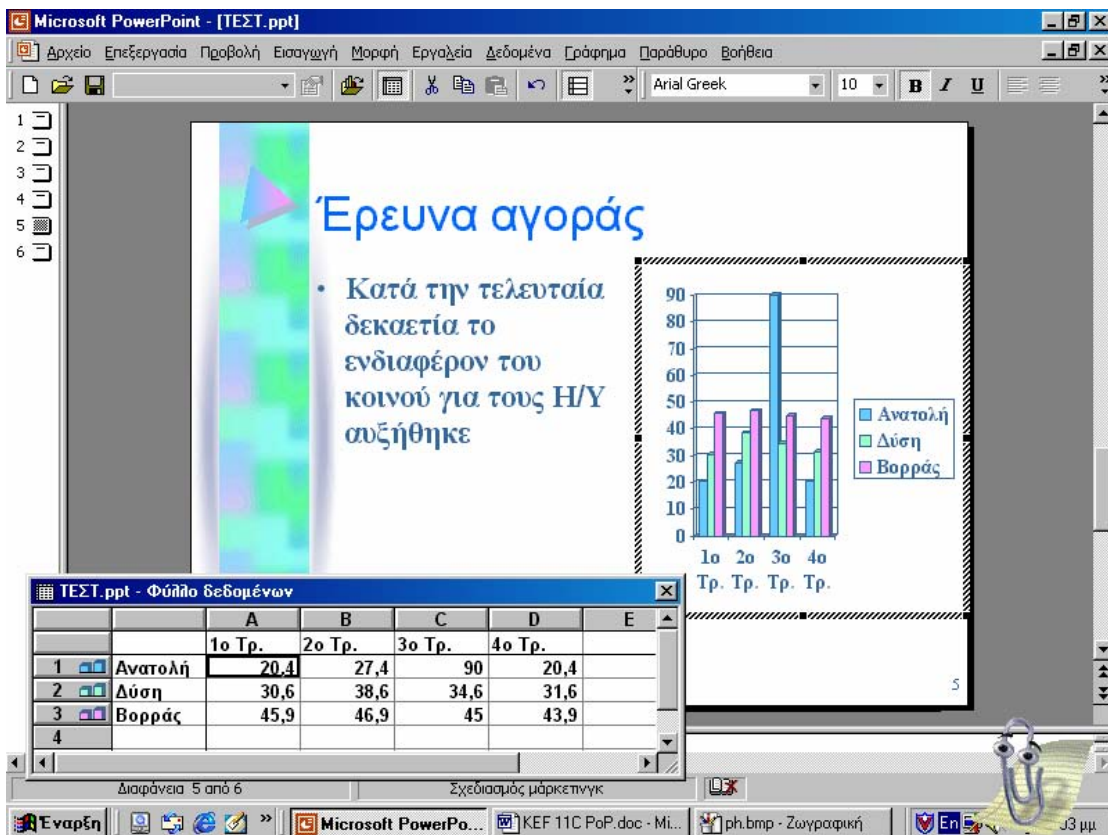 Microsoft PowerPoint - [ΤΕΣΤ.ppt]
Αρχείο Επεξεργασία Προβολή Εισαγωγή Μορφή Εργαλεία Δεδομένα Γράφημα Παράθυρο Βοήθεια
Arial Greek 10 B I U
1
2
3
4
5
6
Έρευνα αγοράς
• Κατά την τελευταία
δεκαετία το
ενδιαφέρον του
κοινού για τους Η/Υ
αυξήθηκε
90
80
70
60
50
40
30
20
10
0
1ο 2ο 3ο 4ο
Τρ. Τρ. Τρ. Τρ.
Ανατολή
Δύση
Βορράς
5
ΤΕΣΤ.ppt - Φύλλο δεδομένων
A B C D E
1ο Τρ. 2ο Τρ. 3ο Τρ. 4ο Τρ.
1 Ανατολή 20,4 27,4 90 20,4
2 Δύση 30,6 38,6 34,6 31,6
3 Βορράς 45,9 46,9 45 43,9
4
Διαφάνεια 5 από 6 Σχεδιασμός μάρκετινγκ
Έναρξη Microsoft PowerPo... KEF 11C PoP.doc - Mi... ph.bmp - Ζωγραφική En μμ